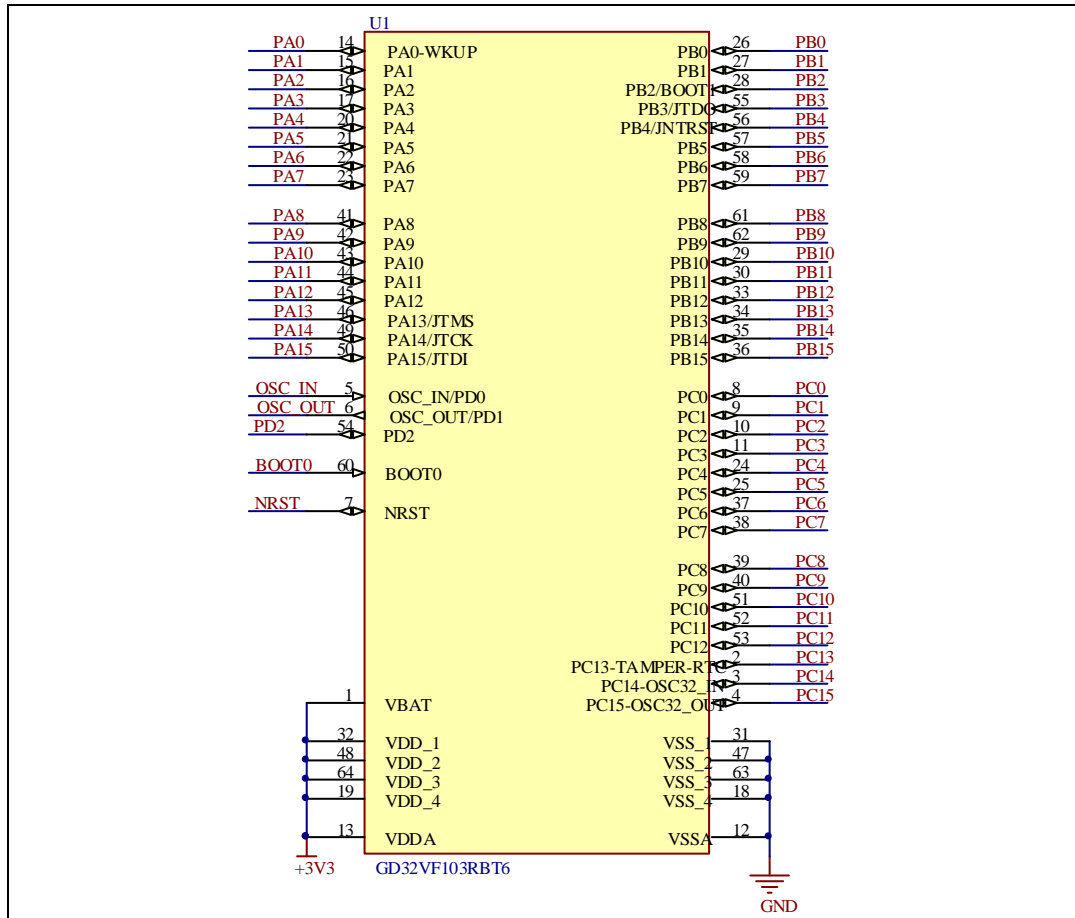 U1
PA0 14 PA0-WKUP PB0 26 PB0
PA1 15 PA1 PB1 27 PB1
PA2 16 PA2 PB2/BOOT1 28 PB2
PA3 17 PA3 PB3/JTDO 55 PB3
PA4 20 PA4 PB4/JNTRST 56 PB4
PA5 21 PA5 PB5 57 PB5
PA6 22 PA6 PB6 58 PB6
PA7 23 PA7 PB7 59 PB7
PA8 41 PA8 PB8 61 PB8
PA9 42 PA9 PB9 62 PB9
PA10 43 PA10 PB10 29 PB10
PA11 44 PA11 PB11 30 PB11
PA12 45 PA12 PB12 33 PB12
PA13 46 PA13/JTMS PB13 34 PB13
PA14 49 PA14/JTCK PB14 35 PB14
PA15 50 PA15/JTDI PB15 36 PB15
OSC_IN 5 OSC_IN/PD0 PC0 8 PC0
OSC_OUT 6 OSC_OUT/PD1 PC1 9 PC1
PD2 54 PD2 PC2 10 PC2
PC3 11 PC3
BOOT0 60 BOOT0 PC4 24 PC4
PC5 25 PC5
NRST 7 NRST PC6 37 PC6
PC7 38 PC7
PC8 39 PC8
PC9 40 PC9
PC10 51 PC10
PC11 52 PC11
PC12 53 PC12
PC13-TAMPER-RTC 2 PC13
PC14-OSC32_IN 3 PC14
1 VBAT PC15-OSC32_OUT 4 PC15
32 VDD_1 VSS_1 31
48 VDD_2 VSS_2 47
64 VDD_3 VSS_3 63
19 VDD_4 VSS_4 18
13 VDDA VSSA 12
+3V3 GD32VF103RBT6
GND